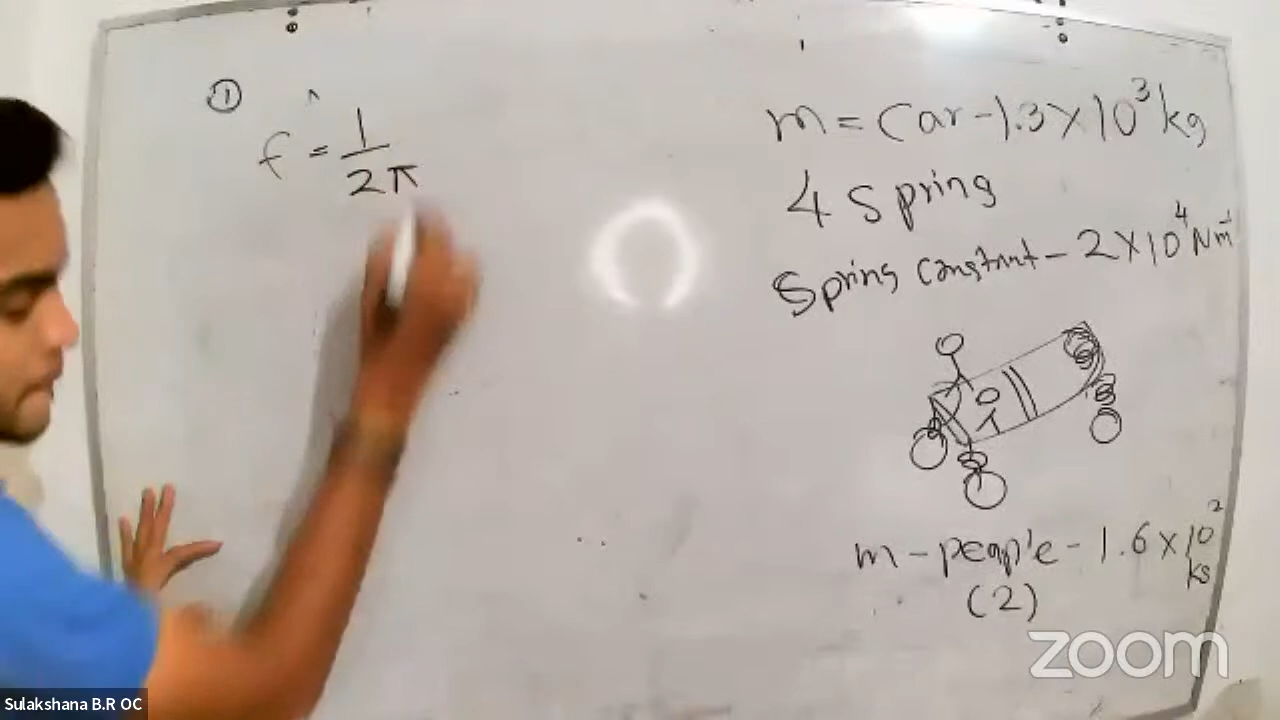 ①
f = 1/2π
m = Car - 1.3 × 10³ kg
4 Spring
Spring constant - 2 × 10⁴ Nm⁻¹
m - people - 1.6 × 10² kg
(2)
zoom
Sulakshana B.R OC